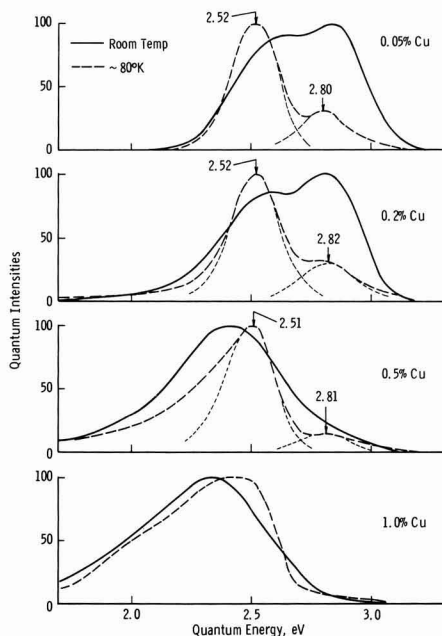 2.52
Room Temp
~ 80°K
0.05% Cu
2.80
100
50
0
2.52
0.2% Cu
2.82
100
50
0
2.51
0.5% Cu
2.81
100
50
0
1.0% Cu
100
50
0
2.0
2.5
3.0
Quantum Intensities
Quantum Energy, eV